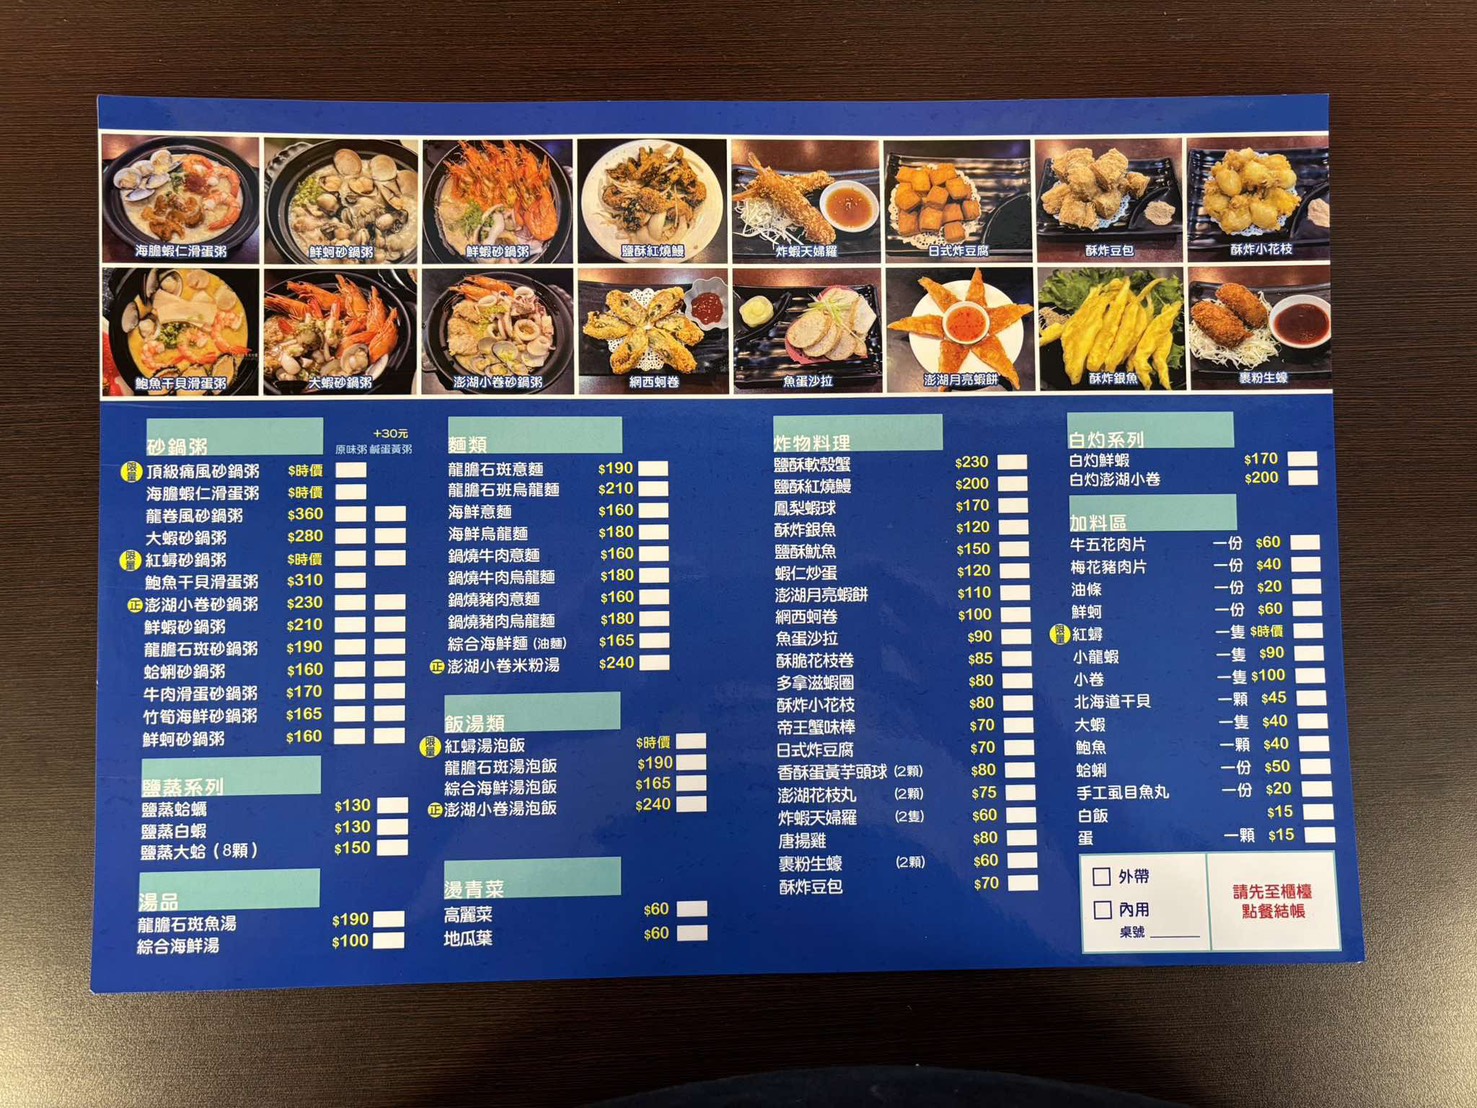 海膽蝦仁滑蛋粥
鮮蚵砂鍋粥
鮮蝦砂鍋粥
鹽酥紅燒鰻
炸蝦天婦羅
日式炸豆腐
酥炸豆包
酥炸小花枝
鮑魚干貝滑蛋粥
大蝦砂鍋粥
澎湖小卷砂鍋粥
網西蚵卷
魚蛋沙拉
澎湖月亮蝦餅
酥炸銀魚
裹粉生蠔
砂鍋粥
+30元
原味粥 鹹蛋黃粥
限量 頂級痛風砂鍋粥 $時價
海膽蝦仁滑蛋粥 $時價
龍卷風砂鍋粥 $360
大蝦砂鍋粥 $280
限量 紅蟳砂鍋粥 $時價
鮑魚干貝滑蛋粥 $310
正 澎湖小卷砂鍋粥 $230
鮮蝦砂鍋粥 $210
龍膽石斑砂鍋粥 $190
蛤蜊砂鍋粥 $160
牛肉滑蛋砂鍋粥 $170
竹筍海鮮砂鍋粥 $165
鮮蚵砂鍋粥 $160
鹽蒸系列
鹽蒸蛤蠣 $130
鹽蒸白蝦 $130
鹽蒸大蛤 (8顆) $150
湯品
龍膽石斑魚湯 $190
綜合海鮮湯 $100
麵類
龍膽石斑意麵 $190
龍膽石斑烏龍麵 $210
海鮮意麵 $160
海鮮烏龍麵 $180
鍋燒牛肉意麵 $160
鍋燒牛肉烏龍麵 $180
鍋燒豬肉意麵 $160
鍋燒豬肉烏龍麵 $180
綜合海鮮麵 (油麵) $165
正 澎湖小卷米粉湯 $240
飯湯類
限量 紅蟳湯泡飯 $時價
龍膽石斑湯泡飯 $190
綜合海鮮湯泡飯 $165
正 澎湖小卷湯泡飯 $240
燙青菜
高麗菜 $60
地瓜葉 $60
炸物料理
鹽酥軟殼蟹 $230
鹽酥紅燒鰻 $200
鳳梨蝦球 $170
酥炸銀魚 $120
鹽酥魷魚 $150
蝦仁炒蛋 $120
澎湖月亮蝦餅 $110
網西蚵卷 $100
魚蛋沙拉 $90
酥脆花枝卷 $85
多拿滋蝦圈 $80
酥炸小花枝 $80
帝王蟹味棒 $70
日式炸豆腐 $70
香酥蛋黃芋頭球 (2顆) $80
澎湖花枝丸 (2顆) $75
炸蝦天婦羅 (2隻) $60
唐揚雞 $80
裹粉生蠔 (2顆) $60
酥炸豆包 $70
白灼系列
白灼鮮蝦 $170
白灼澎湖小卷 $200
加料區
牛五花肉片 一份 $60
梅花豬肉片 一份 $40
油條 一份 $20
鮮蚵 一份 $60
限量 紅蟳 一隻 $時價
小龍蝦 一隻 $90
小卷 一隻 $100
北海道干貝 一顆 $45
大蝦 一隻 $40
鮑魚 一顆 $40
蛤蜊 一份 $50
手工虱目魚丸 一份 $20
白飯 $15
蛋 一顆 $15
外帶
內用
桌號
請先至櫃檯
點餐結帳